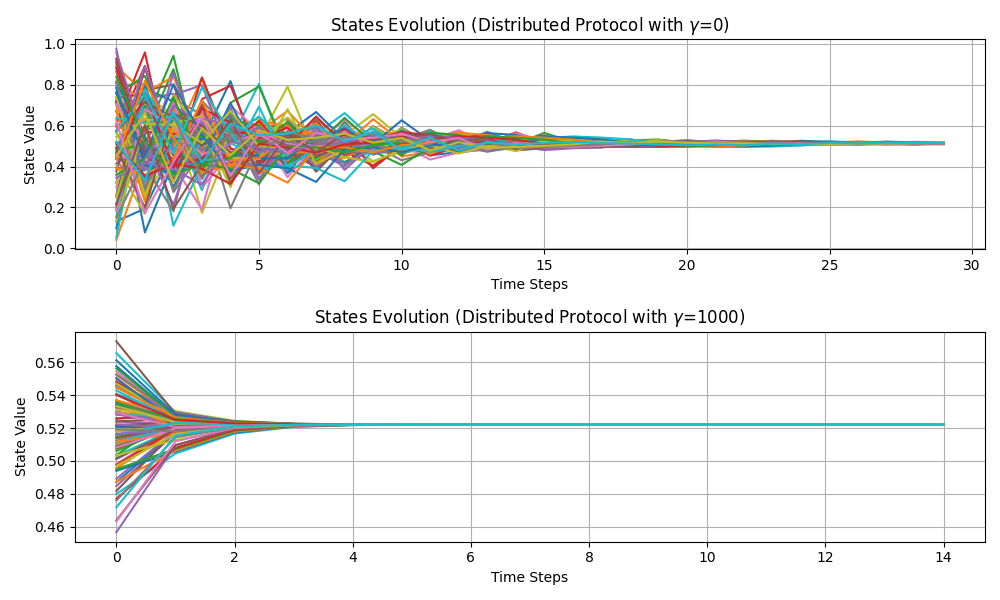 States Evolution (Distributed Protocol with γ=0)
1.0
0.8
0.6
0.4
0.2
0.0
State Value
0 5 10 15 20 25 30
Time Steps
States Evolution (Distributed Protocol with γ=1000)
0.56
0.54
0.52
0.50
0.48
0.46
State Value
0 2 4 6 8 10 12 14
Time Steps